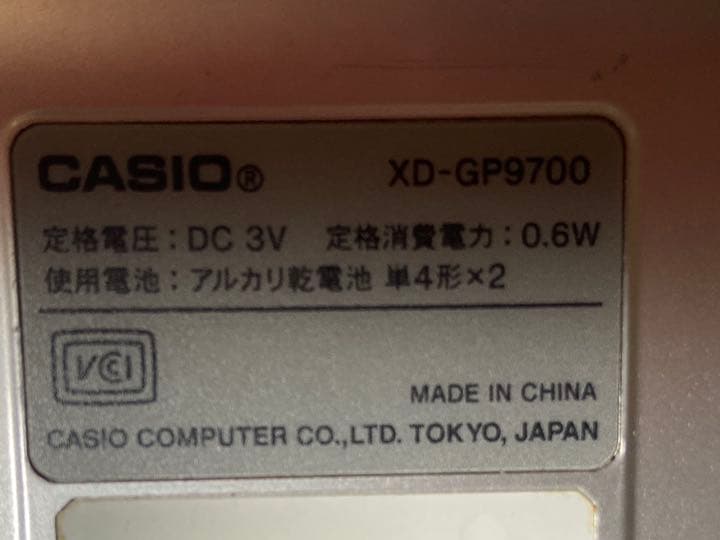 CASIO® XD-GP9700
定格電圧：DC 3V 定格消費電力：0.6W
使用電池：アルカリ乾電池 単4形×2
VCCI
MADE IN CHINA
CASIO COMPUTER CO.,LTD. TOKYO, JAPAN